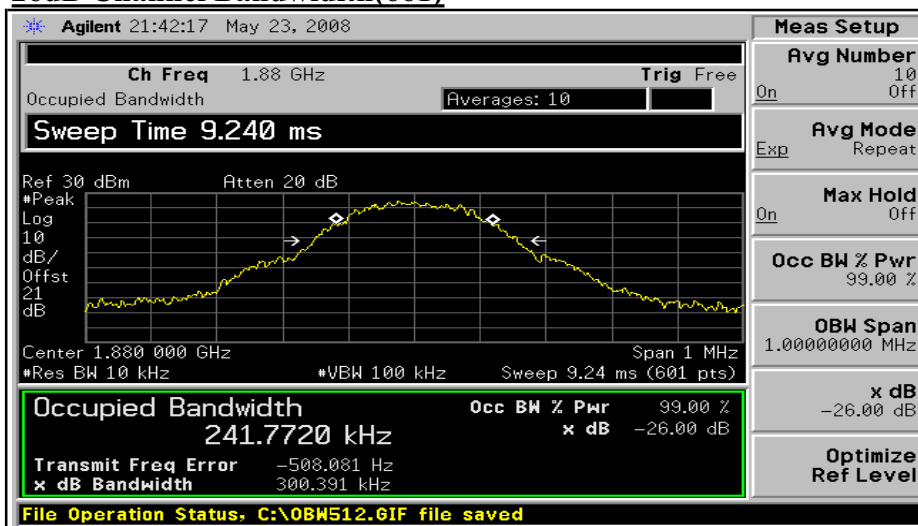 Agilent 21:42:17 May 23, 2008
Meas Setup
Ch Freq 1.88 GHz Trig Free
Occupied Bandwidth Averages: 10
Sweep Time 9.240 ms
Ref 30 dBm Atten 20 dB
#Peak
Log
10
dB/
Offst
21
dB
Center 1.880 000 GHz Span 1 MHz
#Res BW 10 kHz #VBW 100 kHz Sweep 9.24 ms (601 pts)
Occupied Bandwidth Occ BW % Pwr 99.00 %
241.7720 kHz x dB -26.00 dB
Transmit Freq Error -508.081 Hz
x dB Bandwidth 300.391 kHz
File Operation Status, C:\OBW512.GIF file saved
Avg Number
10
On Off
Avg Mode
Exp Repeat
Max Hold
On Off
Occ BW % Pwr
99.00 %
OBW Span
1.00000000 MHz
x dB
-26.00 dB
Optimize
Ref Level